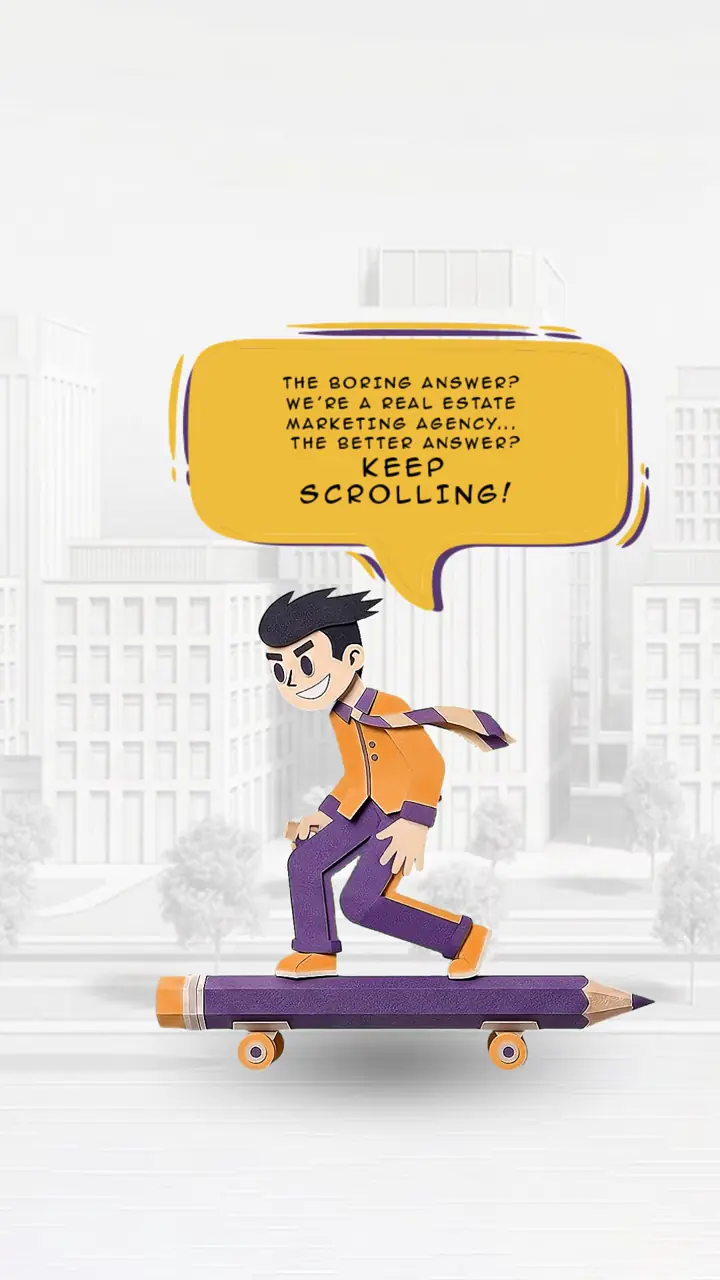 THE BORING ANSWER?
WE'RE A REAL ESTATE
MARKETING AGENCY...
THE BETTER ANSWER?
KEEP
SCROLLING!